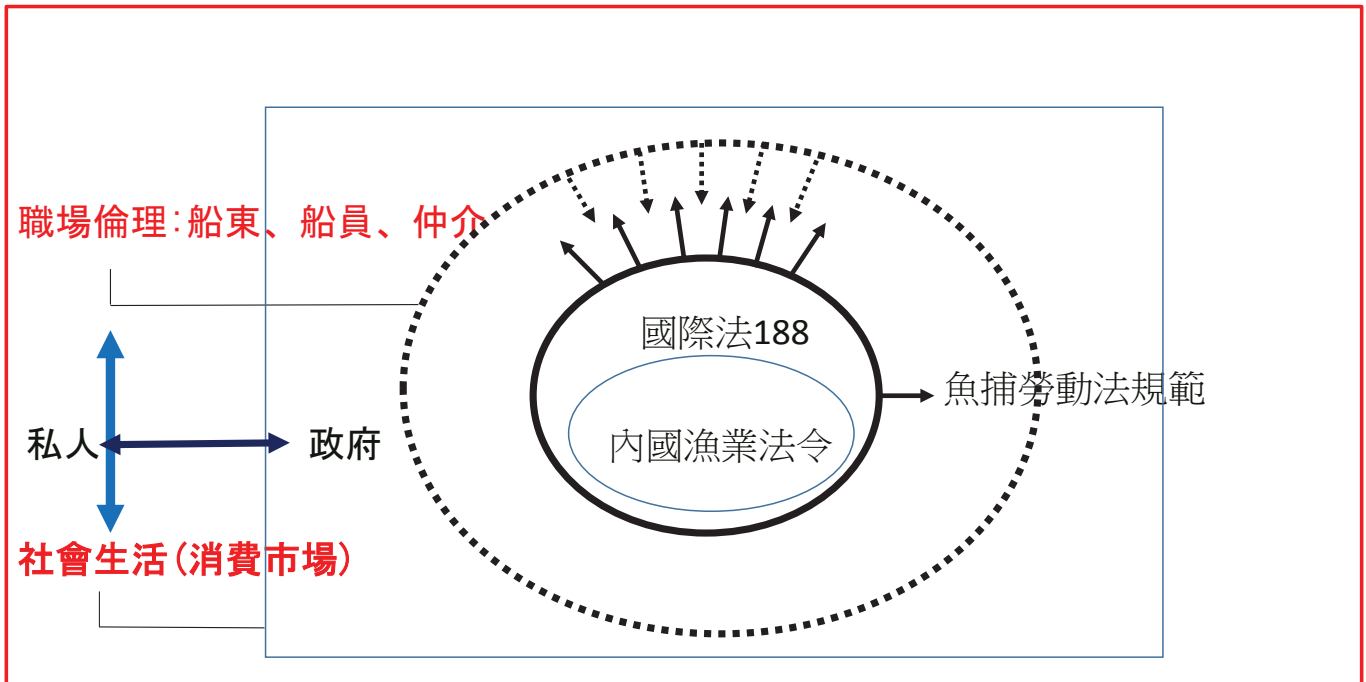 職場倫理:船東、船員、仲介
國際法188
魚捕勞動法規範
內國漁業法令
私人
政府
社會生活(消費市場)